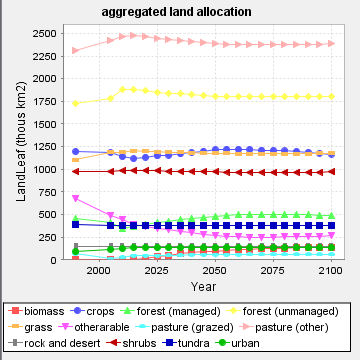 aggregated land allocation
LandLeaf (thous km2)
2500
2250
2000
1750
1500
1250
1000
750
500
250
0
2000 2025 2050 2075 2100
Year
biomass crops forest (managed) forest (unmanaged)
grass otherarable pasture (grazed) pasture (other)
rock and desert shrubs tundra urban